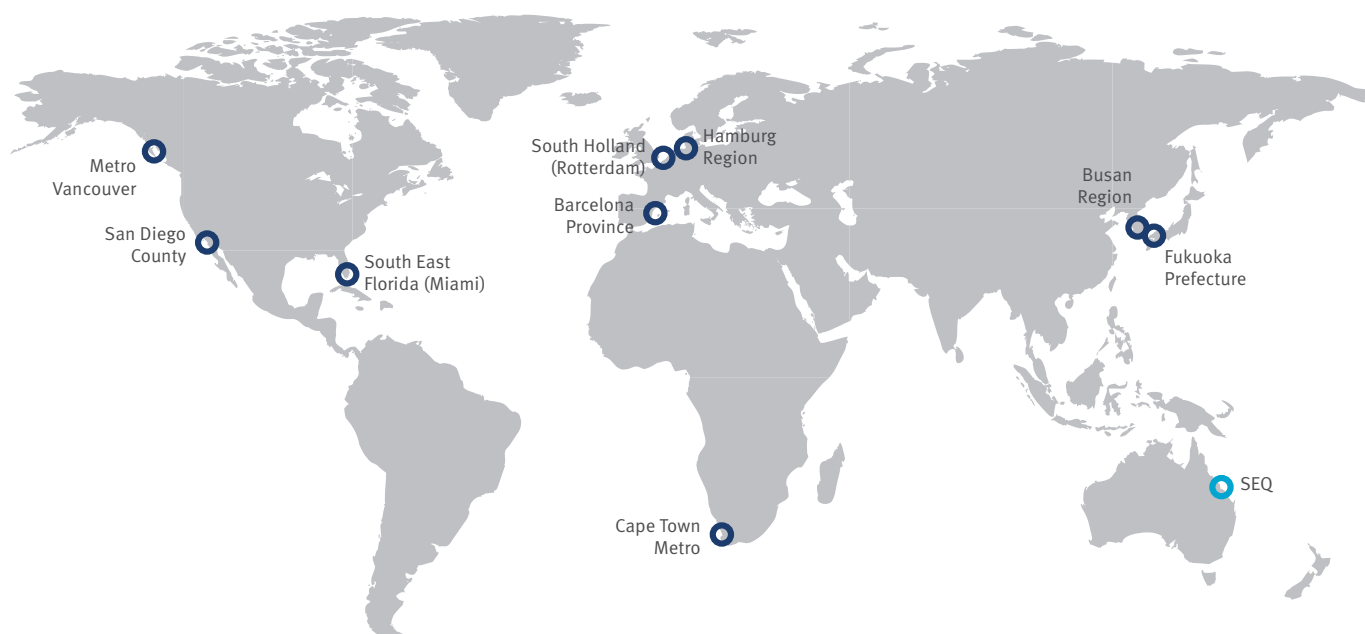 Metro
Vancouver
San Diego
County
South East
Florida (Miami)
South Holland
(Rotterdam)
Hamburg
Region
Barcelona
Province
Busan
Region
Fukuoka
Prefecture
Cape Town
Metro
SEQ